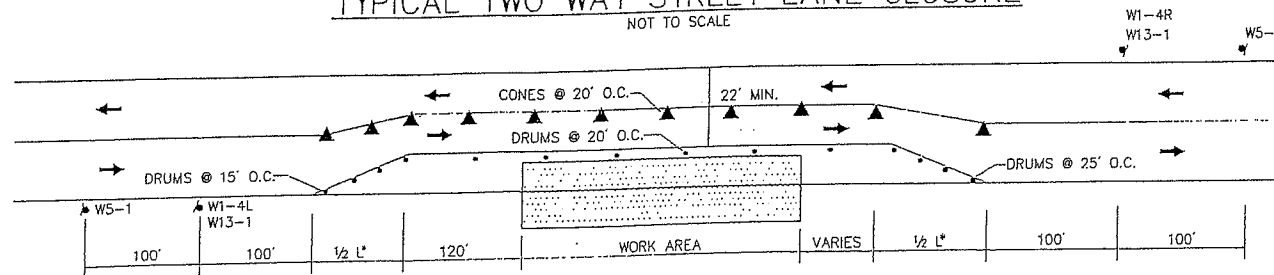 TYPICAL TWO WAY STREET LANE CLOSURE
NOT TO SCALE
W1-4R
W13-1
W5-
CONES @ 20' O.C.
22' MIN.
DRUMS @ 20' O.C.
DRUMS @ 15' O.C.
DRUMS @ 25' O.C.
W5-1
W1-4L
W13-1
100'
100'
½ L*
120'
WORK AREA
VARIES
½ L*
100'
100'